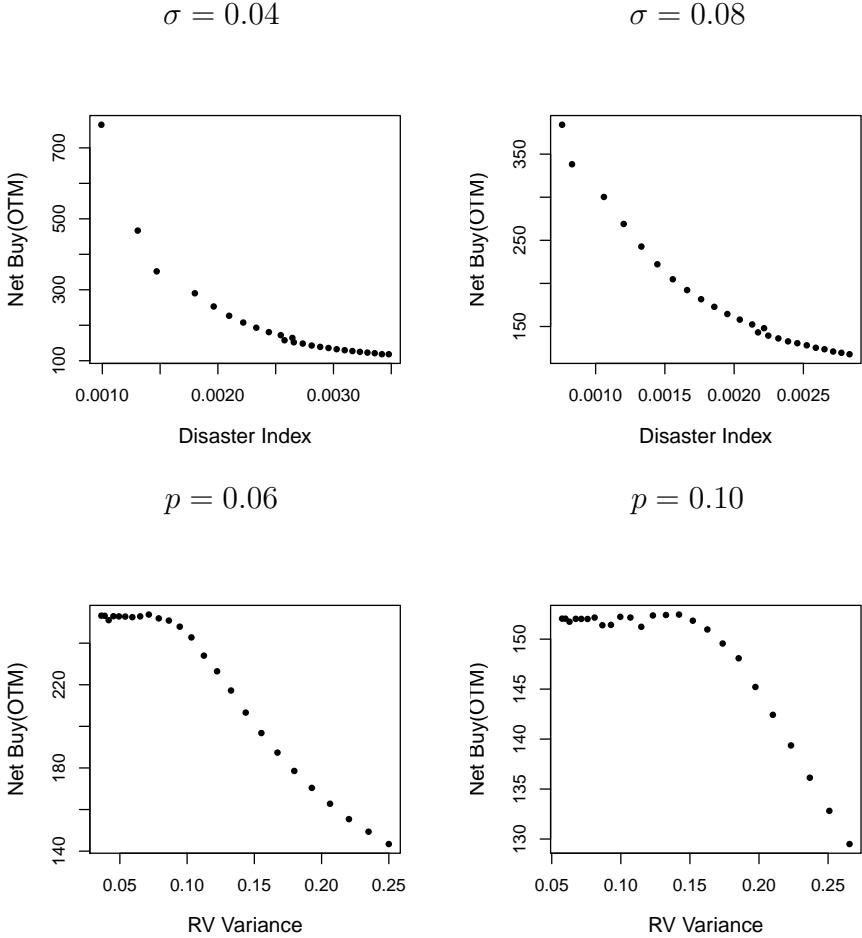 σ = 0.04
σ = 0.08
Net Buy(OTM)
100 300 500 700
0.0010 0.0020 0.0030
Disaster Index
Net Buy(OTM)
150 250 350
0.0010 0.0015 0.0020 0.0025
Disaster Index
p = 0.06
p = 0.10
Net Buy(OTM)
140 180 220
0.05 0.10 0.15 0.20 0.25
RV Variance
Net Buy(OTM)
130 135 140 145 150
0.05 0.10 0.15 0.20 0.25
RV Variance